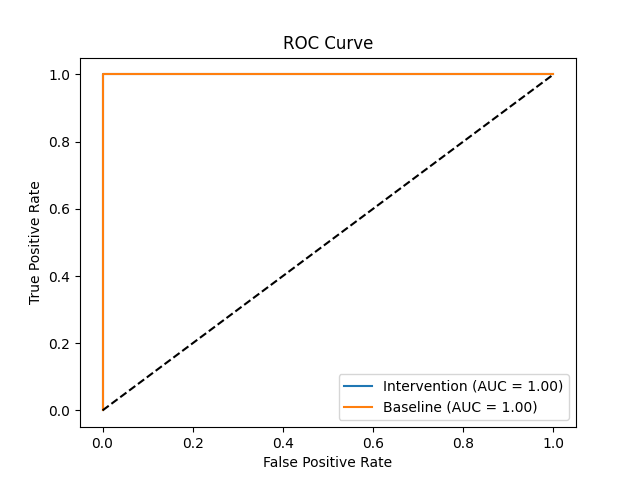 ROC Curve
True Positive Rate
1.0
0.8
0.6
0.4
0.2
0.0
0.0 0.2 0.4 0.6 0.8 1.0
False Positive Rate
Intervention (AUC = 1.00)
Baseline (AUC = 1.00)